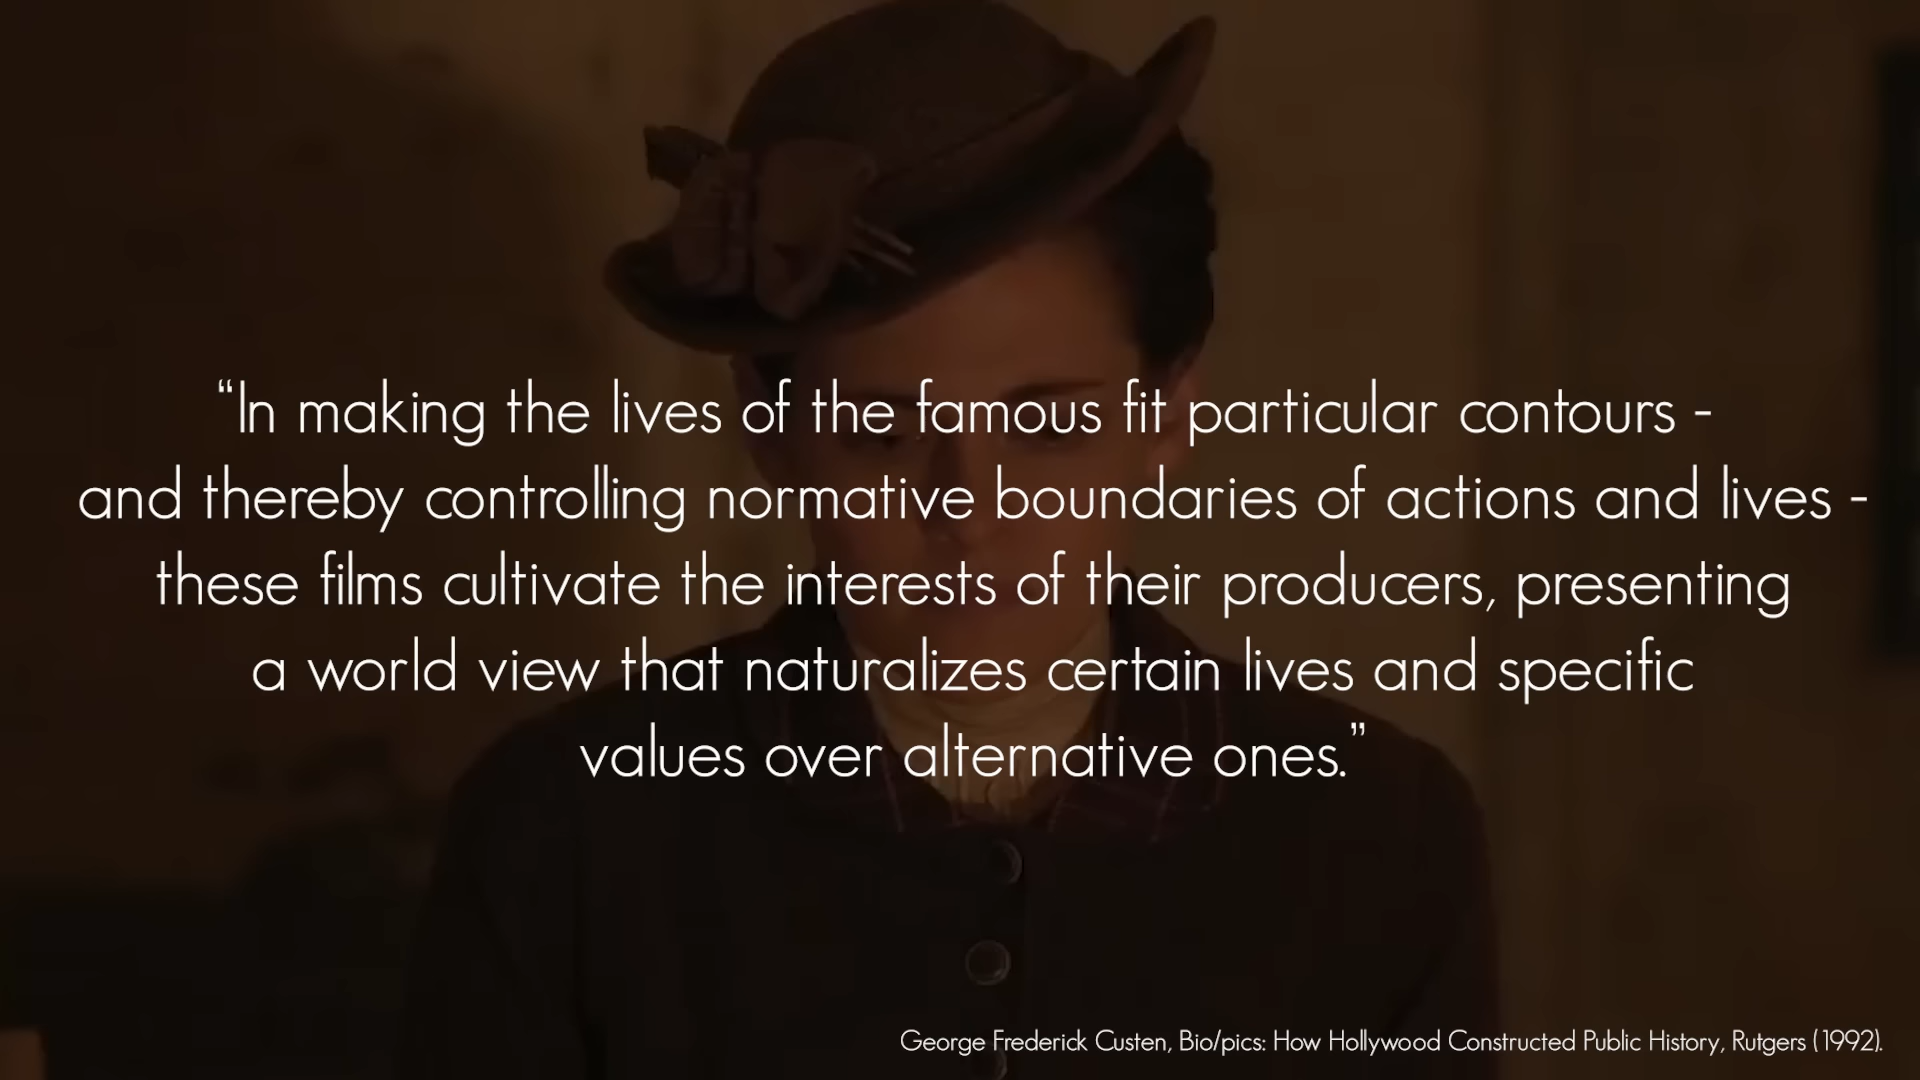 “In making the lives of the famous fit particular contours -
and thereby controlling normative boundaries of actions and lives -
these films cultivate the interests of their producers, presenting
a world view that naturalizes certain lives and specific
values over alternative ones.”
George Frederick Custen, Bio/pics: How Hollywood Constructed Public History, Rutgers (1992).